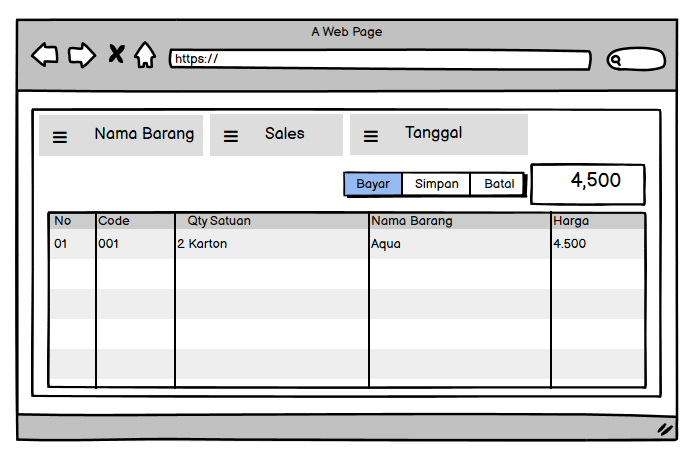 A Web Page
https://
Nama Barang Sales Tanggal
Bayar Simpan Batal 4,500
No Code Qty Satuan Nama Barang Harga
01 001 2 Karton Aqua 4.500